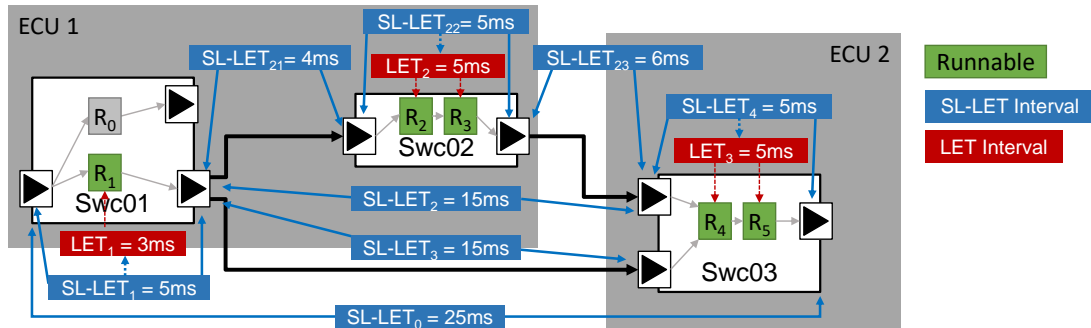 ECU 1
SL-LET22= 5ms
SL-LET21= 4ms
SL-LET23= 6ms
ECU 2
LET2 = 5ms
Runnable
R0
R2
R3
SL-LET4 = 5ms
SL-LET Interval
Swc02
LET3 = 5ms
LET Interval
R1
Swc01
SL-LET2 = 15ms
R4
R5
LET1 = 3ms
SL-LET3 = 15ms
Swc03
SL-LET1 = 5ms
SL-LET0 = 25ms